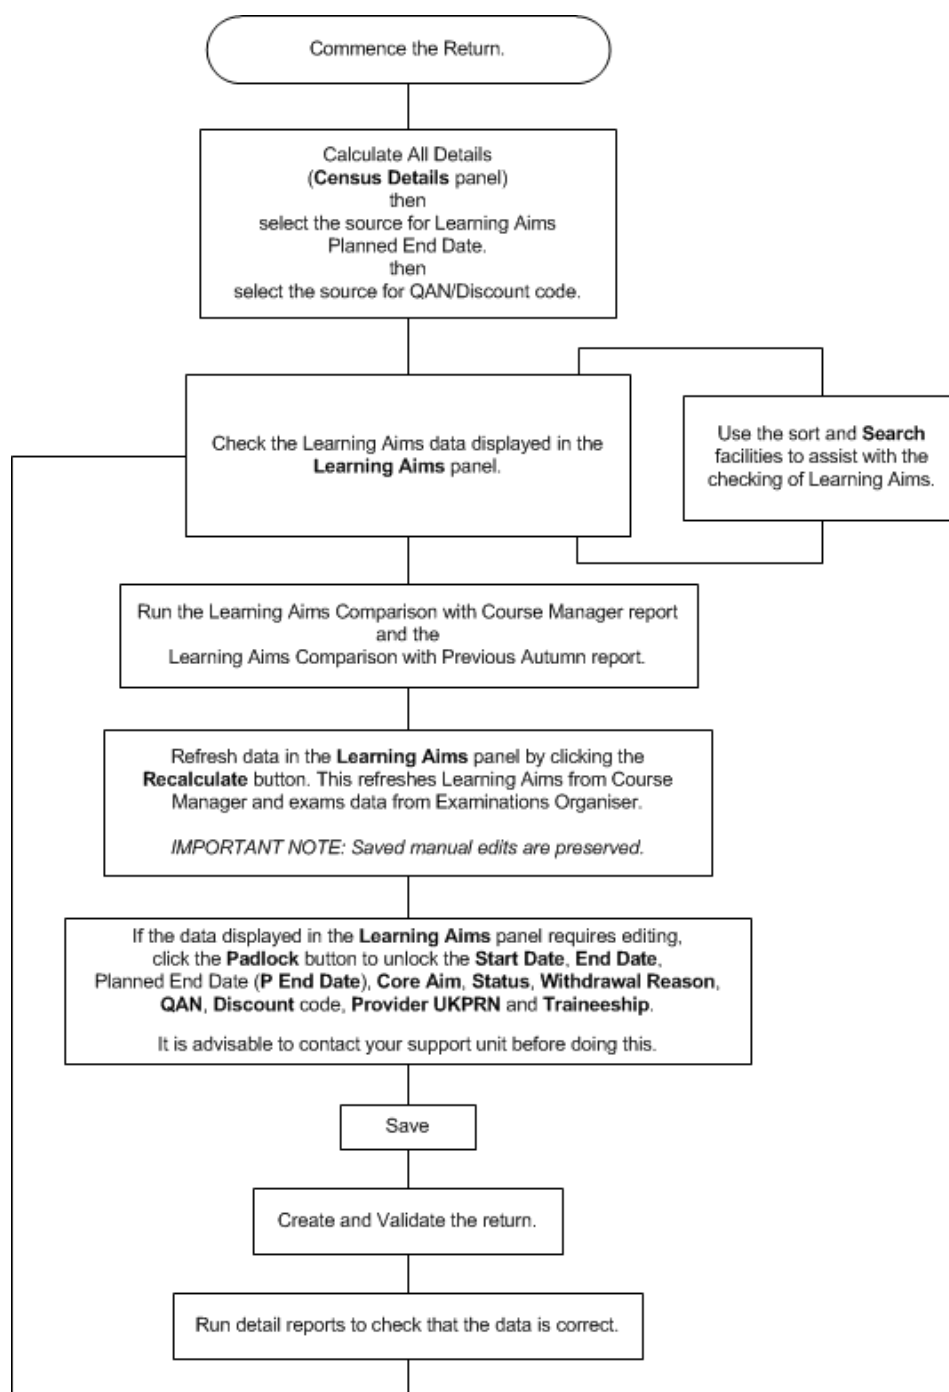 Commence the Return.
Calculate All Details
(Census Details panel)
then
select the source for Learning Aims
Planned End Date.
then
select the source for QAN/Discount code.
Check the Learning Aims data displayed in the
Learning Aims panel.
Use the sort and Search
facilities to assist with the
checking of Learning Aims.
Run the Learning Aims Comparison with Course Manager report
and the
Learning Aims Comparison with Previous Autumn report.
Refresh data in the Learning Aims panel by clicking the
Recalculate button. This refreshes Learning Aims from Course
Manager and exams data from Examinations Organiser.
IMPORTANT NOTE: Saved manual edits are preserved.
If the data displayed in the Learning Aims panel requires editing,
click the Padlock button to unlock the Start Date, End Date,
Planned End Date (P End Date), Core Aim, Status, Withdrawal Reason,
QAN, Discount code, Provider UKPRN and Traineeship.
It is advisable to contact your support unit before doing this.
Save
Create and Validate the return.
Run detail reports to check that the data is correct.